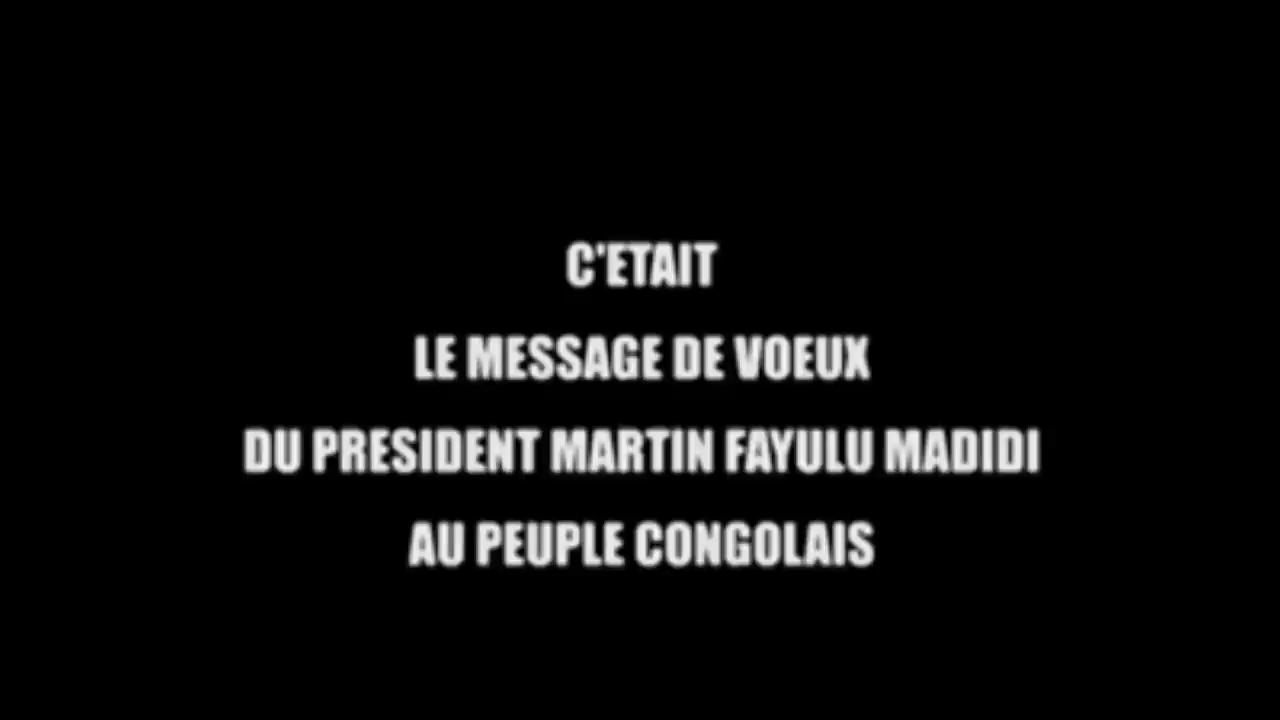 C'ETAIT
LE MESSAGE DE VOEUX
DU PRESIDENT MARTIN FAYULU MADIDI
AU PEUPLE CONGOLAIS